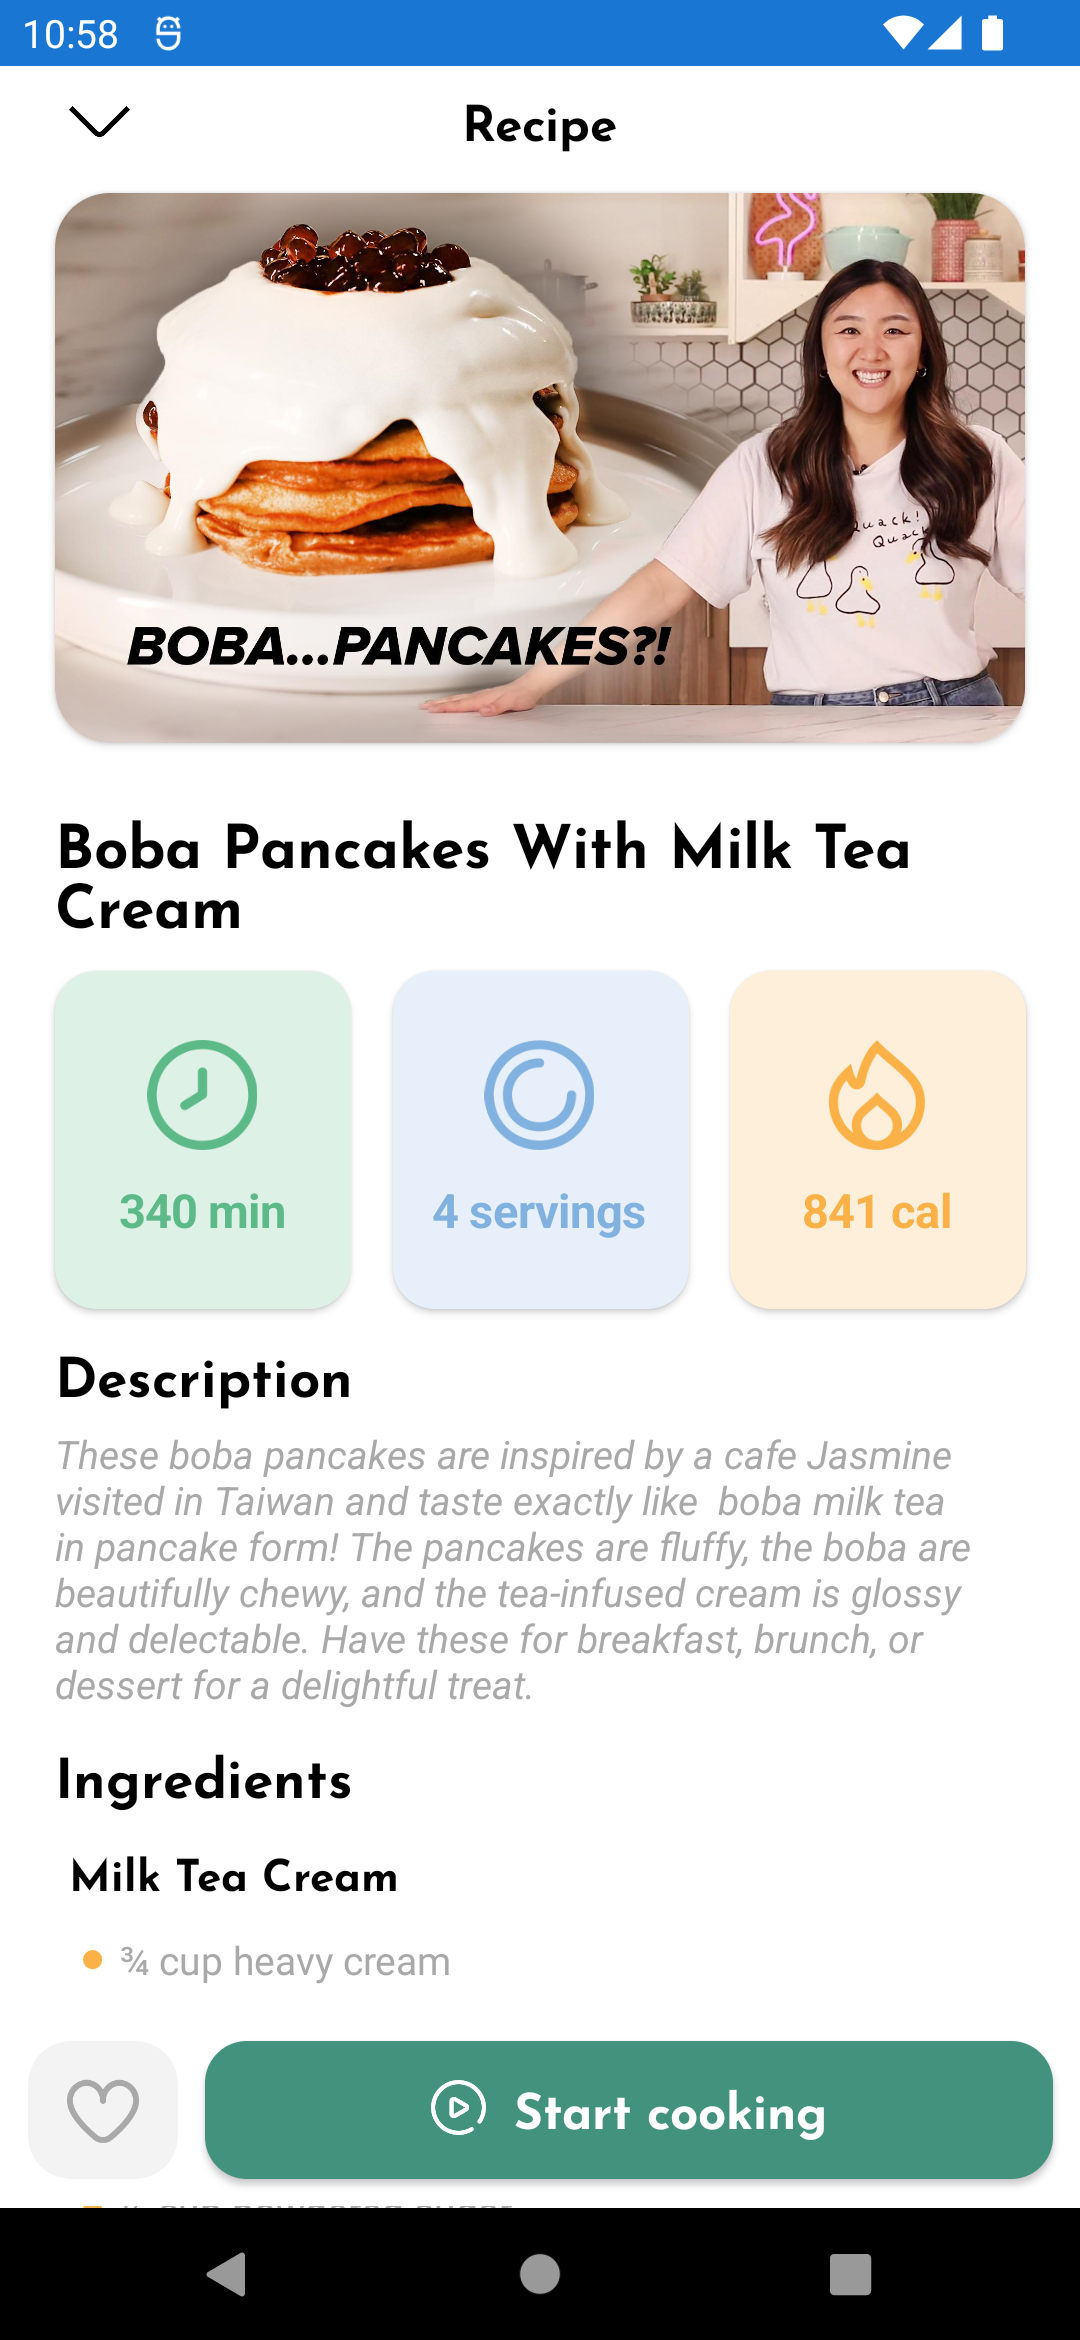 10:58
Recipe
Quack!
Quack
BOBA...PANCAKES?!
Boba Pancakes With Milk Tea
Cream
340 min
4 servings
841 cal
Description
These boba pancakes are inspired by a cafe Jasmine
visited in Taiwan and taste exactly like  boba milk tea
in pancake form! The pancakes are fluffy, the boba are
beautifully chewy, and the tea-infused cream is glossy
and delectable. Have these for breakfast, brunch, or
dessert for a delightful treat.
Ingredients
Milk Tea Cream
¾ cup heavy cream
Start cooking